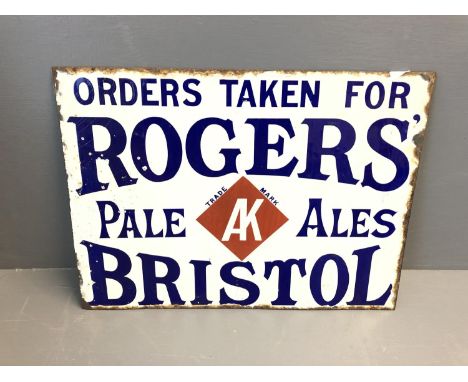 ORDERS TAKEN FOR
ROGERS'
TRADE MARK
PALE AK ALES
BRISTOL